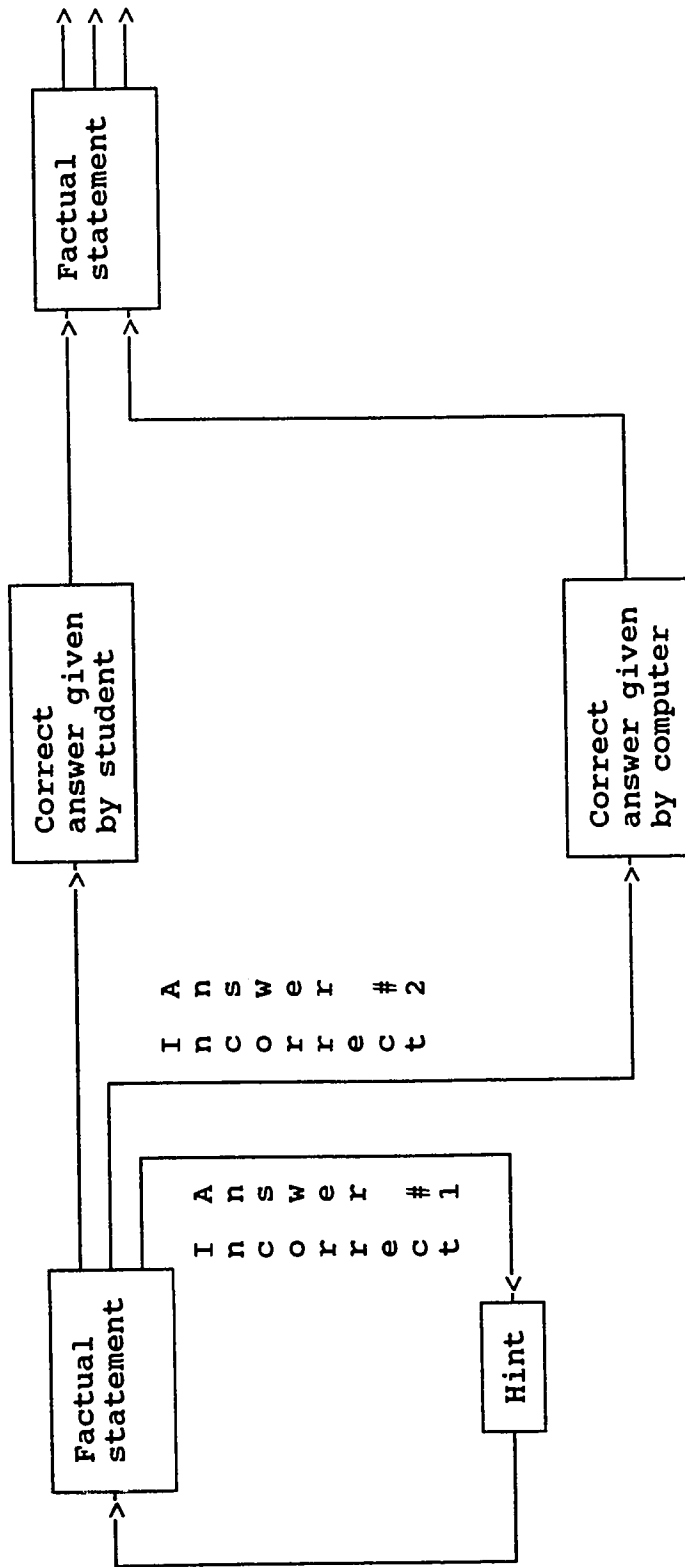 Factual
statement
Correct
answer given
by student
Factual
statement
Incorrect
Answer #1
Incorrect
Answer #2
Hint
Correct
answer given
by computer